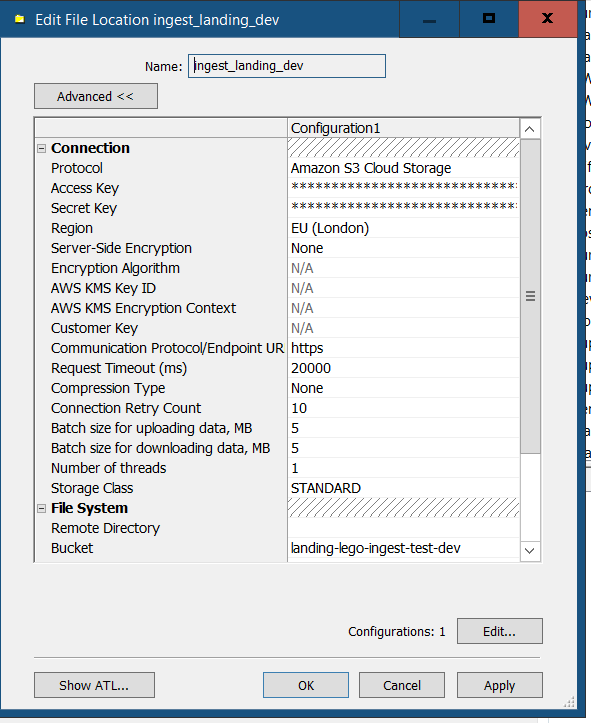 Edit File Location ingest_landing_dev
Name: ingest_landing_dev
Advanced <<
Configuration1
Connection
Protocol Amazon S3 Cloud Storage
Access Key *****************************
Secret Key *****************************
Region EU (London)
Server-Side Encryption None
Encryption Algorithm N/A
AWS KMS Key ID N/A
AWS KMS Encryption Context N/A
Customer Key N/A
Communication Protocol/Endpoint UR https
Request Timeout (ms) 20000
Compression Type None
Connection Retry Count 10
Batch size for uploading data, MB 5
Batch size for downloading data, MB 5
Number of threads 1
Storage Class STANDARD
File System
Remote Directory
Bucket landing-lego-ingest-test-dev
Configurations: 1 Edit...
Show ATL... OK Cancel Apply